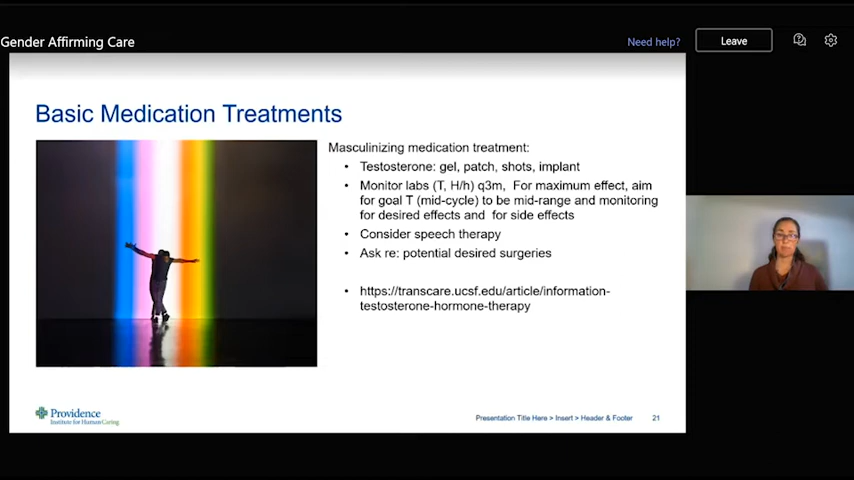 Gender Affirming Care
Need help?
Leave
Basic Medication Treatments
Masculinizing medication treatment:
• Testosterone: gel, patch, shots, implant
• Monitor labs (T, H/h) q3m, For maximum effect, aim
for goal T (mid-cycle) to be mid-range and monitoring
for desired effects and for side effects
• Consider speech therapy
• Ask re: potential desired surgeries
• https://transcare.ucsf.edu/article/information-
testosterone-hormone-therapy
Providence
Institute for Human Caring
Presentation Title Here > Insert > Header & Footer
21